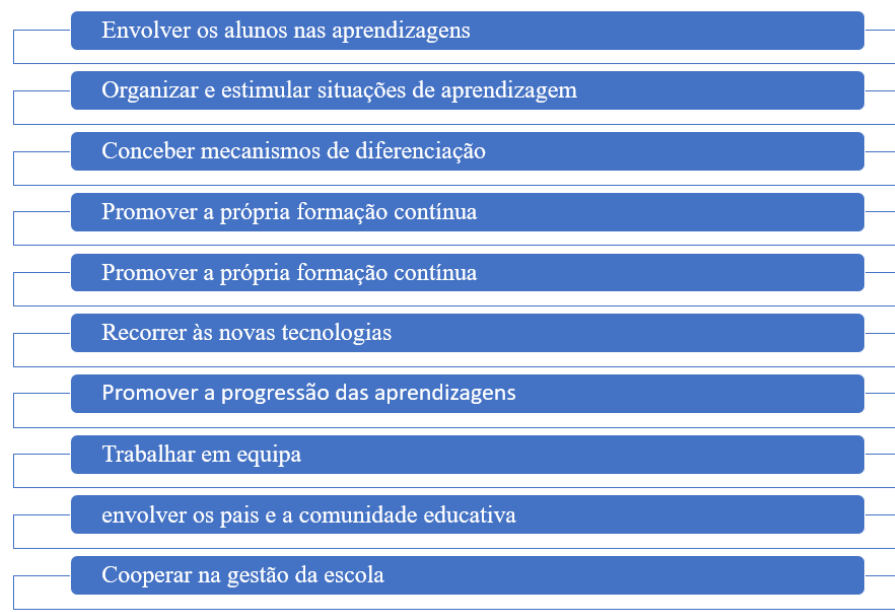 Envolver os alunos nas aprendizagens
Organizar e estimular situações de aprendizagem
Conceber mecanismos de diferenciação
Promover a própria formação contínua
Promover a própria formação contínua
Recorrer às novas tecnologias
Promover a progressão das aprendizagens
Trabalhar em equipa
envolver os pais e a comunidade educativa
Cooperar na gestão da escola